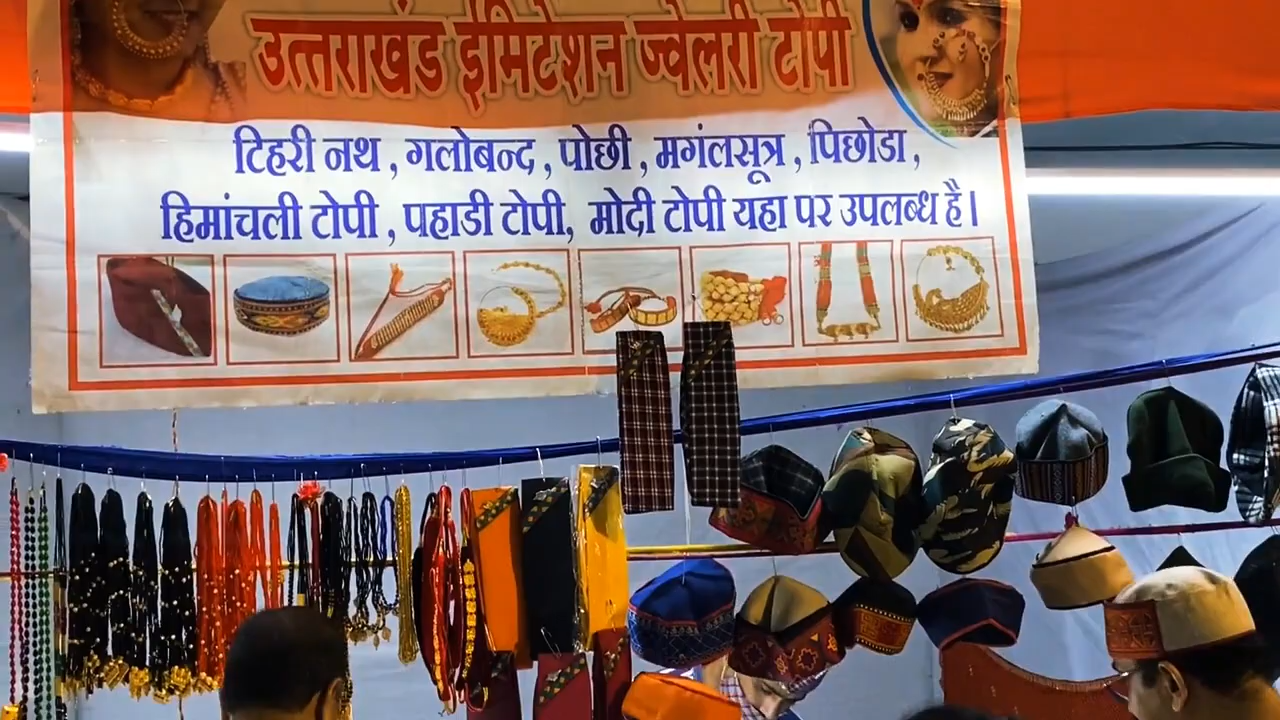 उत्तराखंड इमिटेशन ज्वेलरी टोपी
टिहरी नथ , गलोबन्द , पोछी , मगंलसूत्र , पिछोडा ,
हिमांचली टोपी , पहाडी टोपी, मोदी टोपी यहा पर उपलब्ध है।